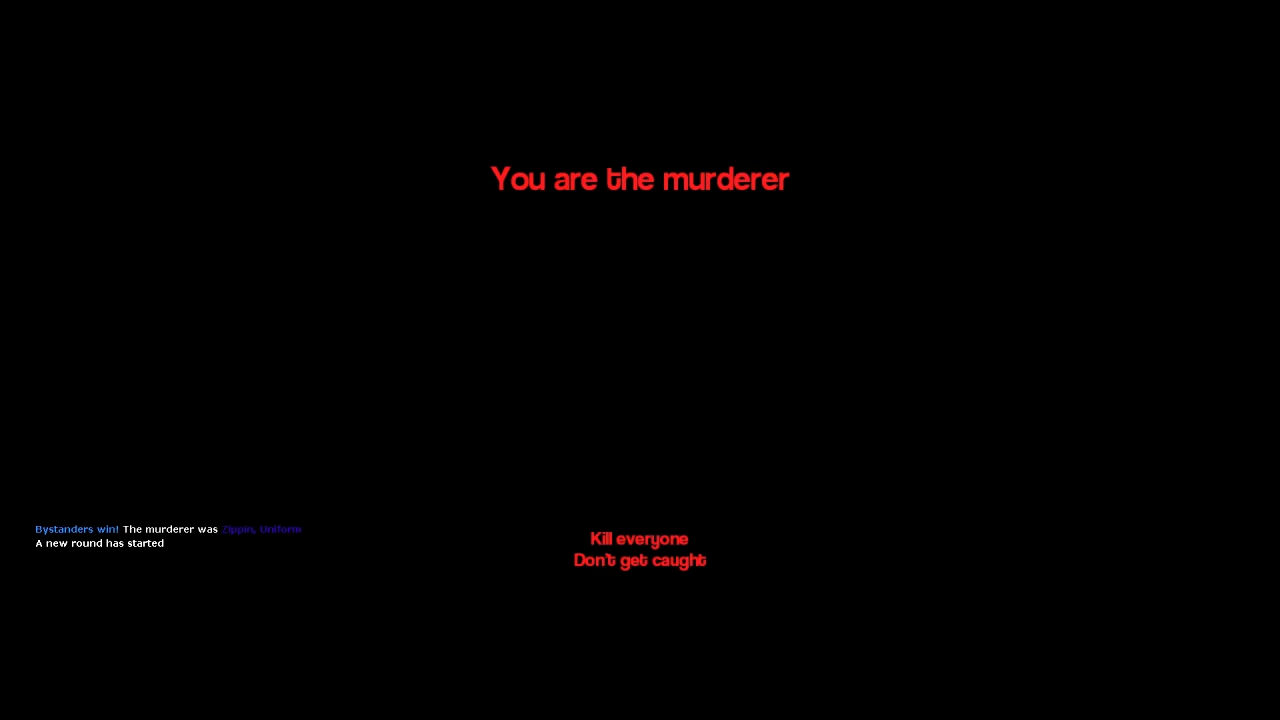 You are the murderer
Bystanders win! The murderer was Zippin, Uniform
A new round has started
Kill everyone
Don't get caught